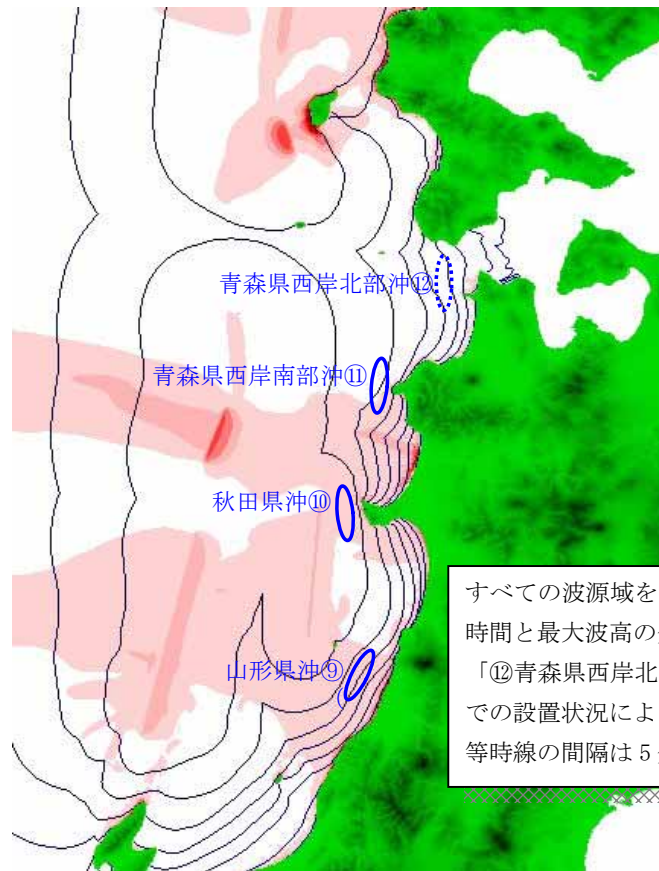 青森県西岸北部沖⑫
青森県西岸南部沖⑪
秋田県沖⑩
山形県沖⑨
(
すべての波源域を
時間と最大波高の
「⑫青森県西岸北
での設置状況によ
等時線の間隔は5